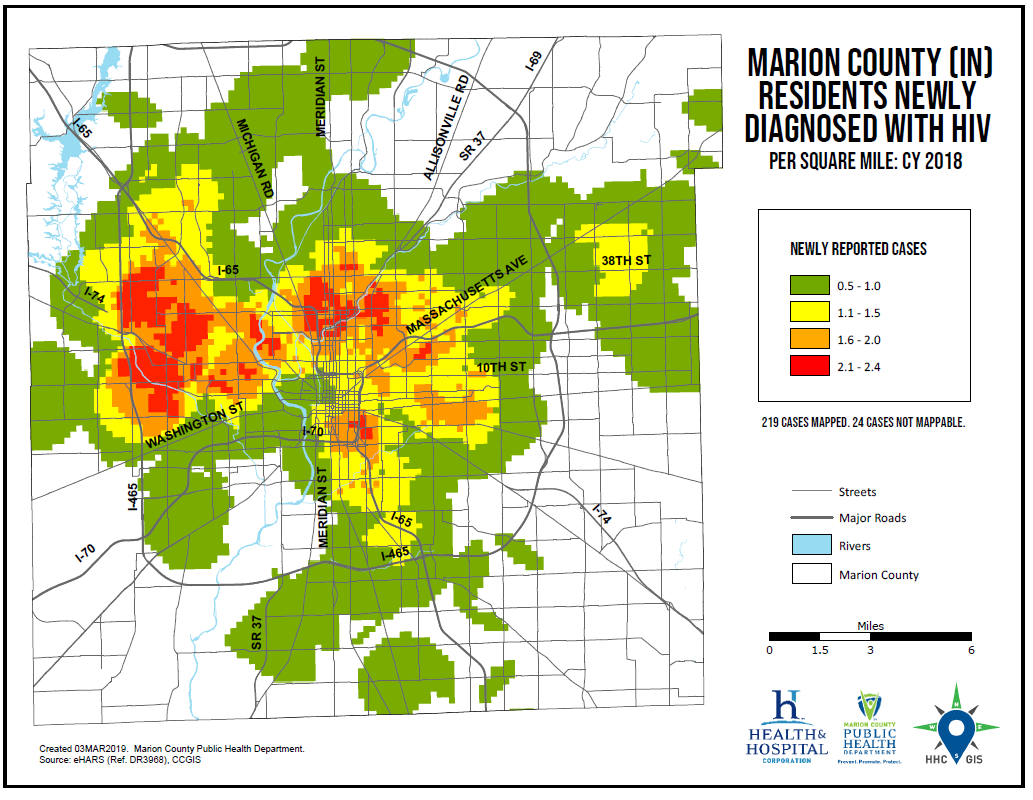 MARION COUNTY (IN)
RESIDENTS NEWLY
DIAGNOSED WITH HIV
PER SQUARE MILE: CY 2018
NEWLY REPORTED CASES
0.5 - 1.0
1.1 - 1.5
1.6 - 2.0
2.1 - 2.4
219 CASES MAPPED. 24 CASES NOT MAPPABLE.
Streets
Major Roads
Rivers
Marion County
Miles
0 1.5 3 6
h
HEALTH&
HOSPITAL
CORPORATION
MARION COUNTY
PUBLIC
HEALTH
DEPARTMENT
Prevent. Promote. Protect.
N
W E
S
HHC GIS
I-65
MICHIGAN RD
MERIDIAN ST
ALLISONVILLE RD
SR 37
I-69
I-65
I-74
MASSACHUSETTS AVE
38TH ST
10TH ST
WASHINGTON ST
I-70
I-465
MERIDIAN ST
I-65
I-74
I-70
I-465
SR 37
Created 03MAR2019. Marion County Public Health Department.
Source: eHARS (Ref. DR3968), CCGIS